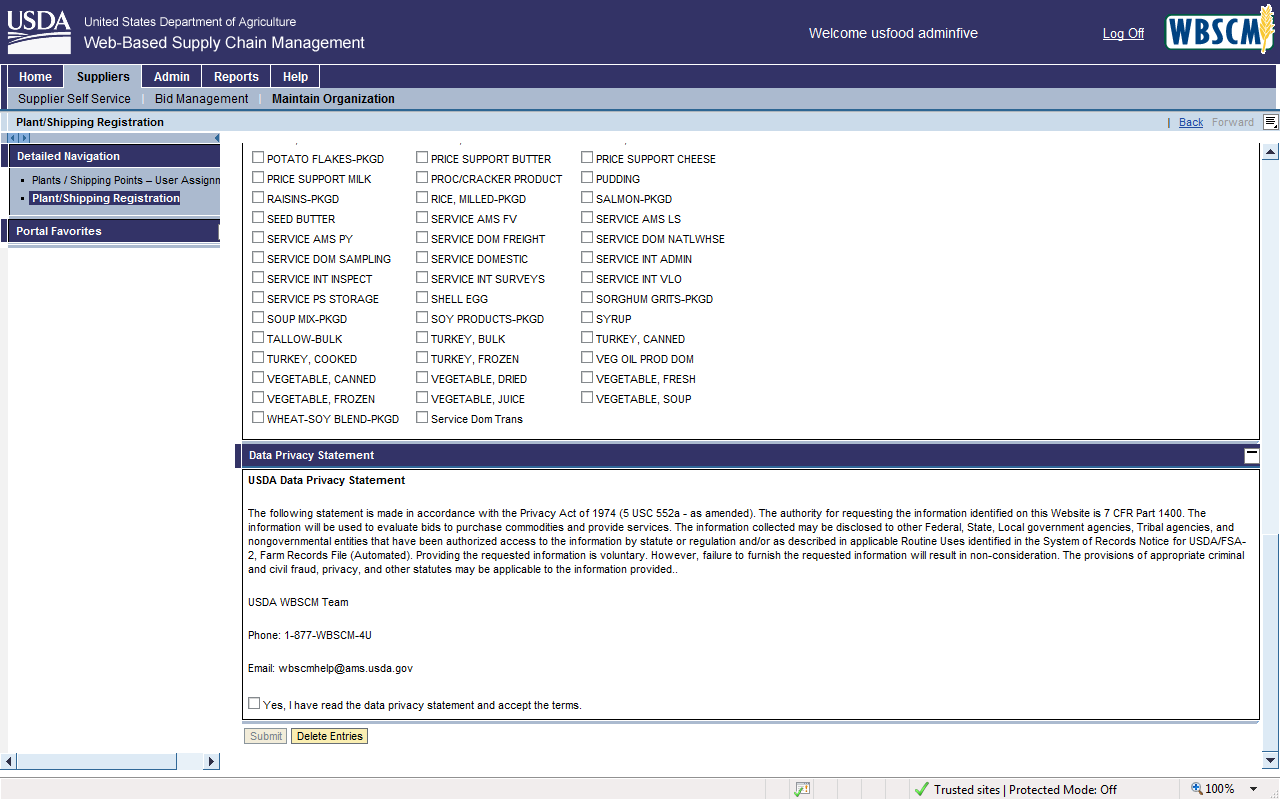 USDA United States Department of Agriculture
Web-Based Supply Chain Management
Welcome usfood adminfive
Log Off
WBSCM
Home Suppliers Admin Reports Help
Supplier Self Service | Bid Management | Maintain Organization
Plant/Shipping Registration
| Back Forward
Detailed Navigation
Plants / Shipping Points – User Assignm
Plant/Shipping Registration
Portal Favorites
POTATO FLAKES-PKGD PRICE SUPPORT BUTTER PRICE SUPPORT CHEESE
PRICE SUPPORT MILK PROC/CRACKER PRODUCT PUDDING
RAISINS-PKGD RICE, MILLED-PKGD SALMON-PKGD
SEED BUTTER SERVICE AMS FV SERVICE AMS LS
SERVICE AMS PY SERVICE DOM FREIGHT SERVICE DOM NATLWHSE
SERVICE DOM SAMPLING SERVICE DOMESTIC SERVICE INT ADMIN
SERVICE INT INSPECT SERVICE INT SURVEYS SERVICE INT VLO
SERVICE PS STORAGE SHELL EGG SORGHUM GRITS-PKGD
SOUP MIX-PKGD SOY PRODUCTS-PKGD SYRUP
TALLOW-BULK TURKEY, BULK TURKEY, CANNED
TURKEY, COOKED TURKEY, FROZEN VEG OIL PROD DOM
VEGETABLE, CANNED VEGETABLE, DRIED VEGETABLE, FRESH
VEGETABLE, FROZEN VEGETABLE, JUICE VEGETABLE, SOUP
WHEAT-SOY BLEND-PKGD Service Dom Trans
Data Privacy Statement
USDA Data Privacy Statement
The following statement is made in accordance with the Privacy Act of 1974 (5 USC 552a - as amended). The authority for requesting the information identified on this Website is 7 CFR Part 1400. The
information will be used to evaluate bids to purchase commodities and provide services. The information collected may be disclosed to other Federal, State, Local government agencies, Tribal agencies, and
nongovernmental entities that have been authorized access to the information by statute or regulation and/or as described in applicable Routine Uses identified in the System of Records Notice for USDA/FSA-
2, Farm Records File (Automated). Providing the requested information is voluntary. However, failure to furnish the requested information will result in non-consideration. The provisions of appropriate criminal
and civil fraud, privacy, and other statutes may be applicable to the information provided..
USDA WBSCM Team
Phone: 1-877-WBSCM-4U
Email: wbscmhelp@ams.usda.gov
Yes, I have read the data privacy statement and accept the terms.
Submit Delete Entries
Trusted sites | Protected Mode: Off
100%